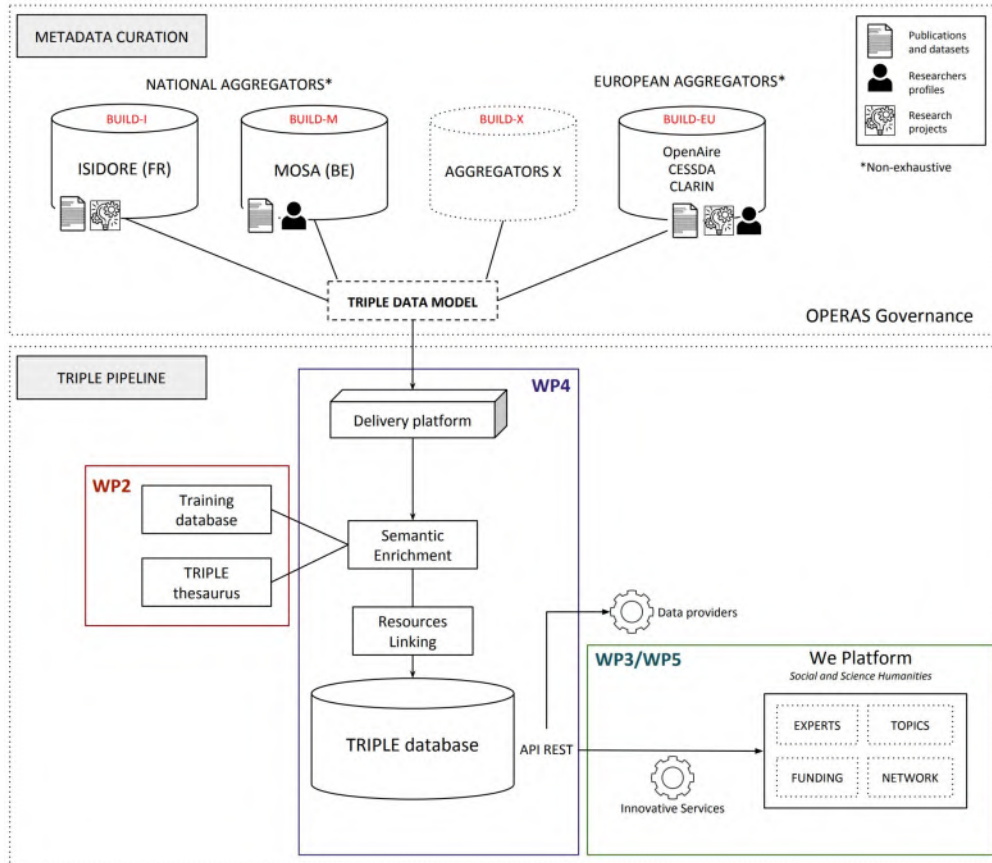 METADATA CURATION
Publications
and datasets
Researchers
profiles
Research
projects
*Non-exhaustive
NATIONAL AGGREGATORS*
EUROPEAN AGGREGATORS*
BUILD-I
ISIDORE (FR)
BUILD-M
MOSA (BE)
BUILD-X
AGGREGATORS X
BUILD-EU
OpenAire
CESSDA
CLARIN
TRIPLE DATA MODEL
OPERAS Governance
TRIPLE PIPELINE
WP4
Delivery platform
WP2
Training
database
TRIPLE
thesaurus
Semantic
Enrichment
Resources
Linking
TRIPLE database
API REST
Data providers
WP3/WP5
We Platform
Social and Science Humanities
EXPERTS
TOPICS
FUNDING
NETWORK
Innovative Services